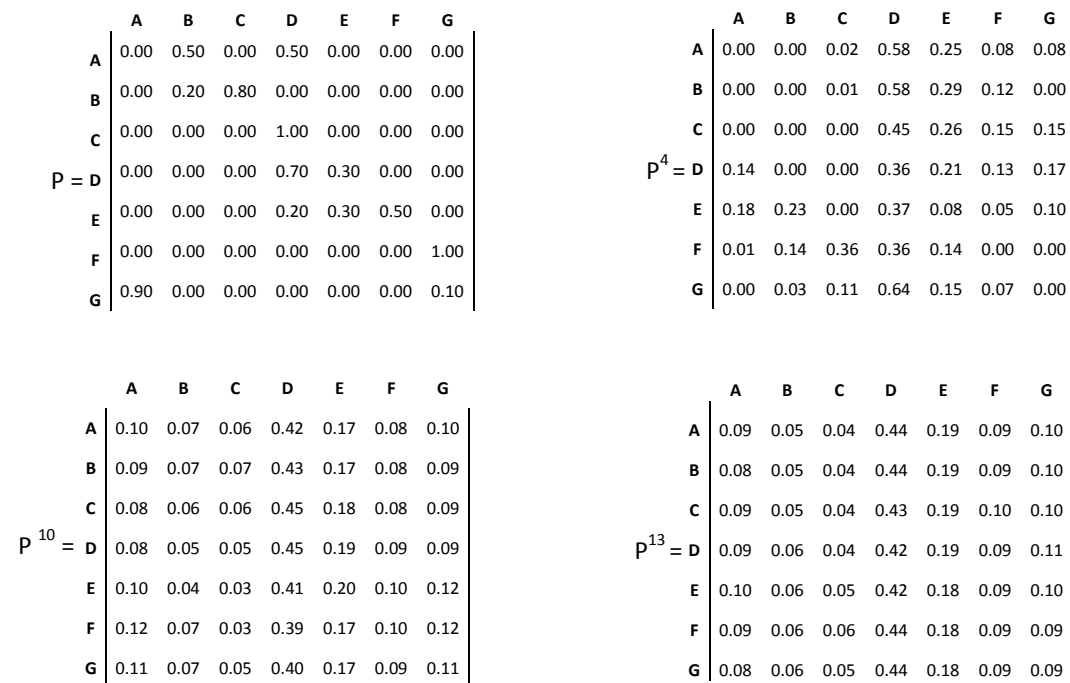 A B C D E F G
A 0.00 0.50 0.00 0.50 0.00 0.00 0.00
B 0.00 0.20 0.80 0.00 0.00 0.00 0.00
C 0.00 0.00 0.00 1.00 0.00 0.00 0.00
P = D 0.00 0.00 0.00 0.70 0.30 0.00 0.00
E 0.00 0.00 0.00 0.20 0.30 0.50 0.00
F 0.00 0.00 0.00 0.00 0.00 0.00 1.00
G 0.90 0.00 0.00 0.00 0.00 0.00 0.10
A B C D E F G
A 0.00 0.00 0.02 0.58 0.25 0.08 0.08
B 0.00 0.00 0.01 0.58 0.29 0.12 0.00
C 0.00 0.00 0.00 0.45 0.26 0.15 0.15
P⁴ = D 0.14 0.00 0.00 0.36 0.21 0.13 0.17
E 0.18 0.23 0.00 0.37 0.08 0.05 0.10
F 0.01 0.14 0.36 0.36 0.14 0.00 0.00
G 0.00 0.03 0.11 0.64 0.15 0.07 0.00
A B C D E F G
A 0.10 0.07 0.06 0.42 0.17 0.08 0.10
B 0.09 0.07 0.07 0.43 0.17 0.08 0.09
C 0.08 0.06 0.06 0.45 0.18 0.08 0.09
P ¹⁰ = D 0.08 0.05 0.05 0.45 0.19 0.09 0.09
E 0.10 0.04 0.03 0.41 0.20 0.10 0.12
F 0.12 0.07 0.03 0.39 0.17 0.10 0.12
G 0.11 0.07 0.05 0.40 0.17 0.09 0.11
A B C D E F G
A 0.09 0.05 0.04 0.44 0.19 0.09 0.10
B 0.08 0.05 0.04 0.44 0.19 0.09 0.10
C 0.09 0.05 0.04 0.43 0.19 0.10 0.10
P¹³ = D 0.09 0.06 0.04 0.42 0.19 0.09 0.11
E 0.10 0.06 0.05 0.42 0.18 0.09 0.10
F 0.09 0.06 0.06 0.44 0.18 0.09 0.09
G 0.08 0.06 0.05 0.44 0.18 0.09 0.09